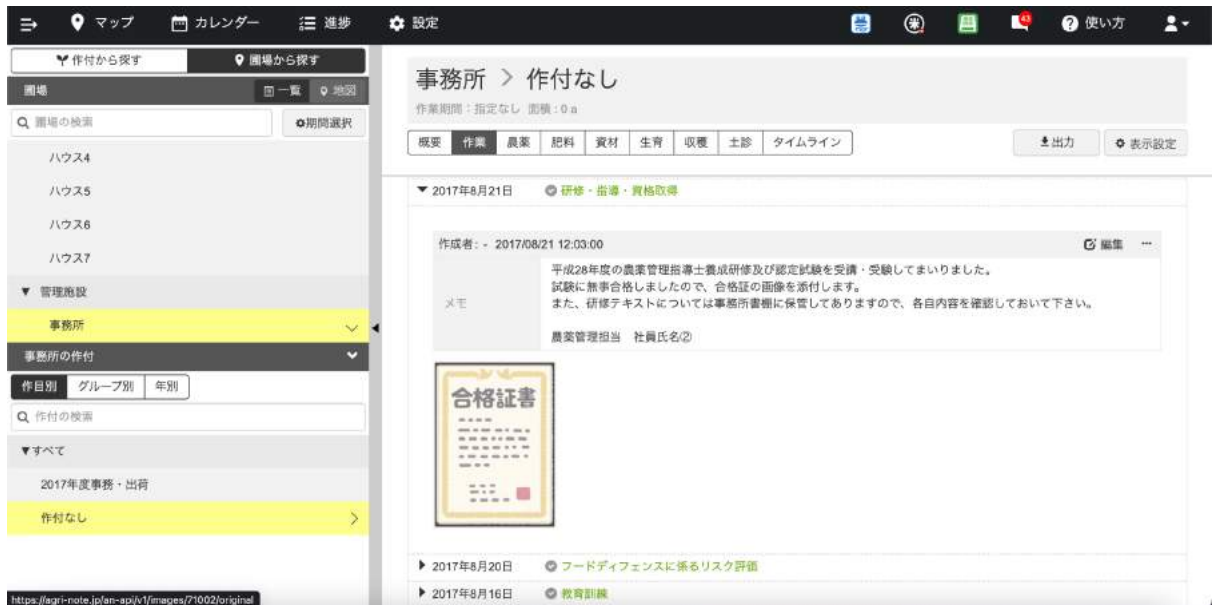 マップ
カレンダー
進捗
設定
43
使い方
作付から探す
圃場から探す
圃場
一覧
地図
圃場の検索
期間選択
ハウス4
ハウス5
ハウス6
ハウス7
▼ 管理施設
事務所
事務所の作付
作目別
グループ別
年別
作付の検索
▼すべて
2017年度事務・出荷
作付なし
https://agri-note.jp/an-api/v1/images/71002/original
事務所 > 作付なし
作業期間:指定なし 面積:0 a
概要
作業
農薬
肥料
資材
生育
収穫
土診
タイムライン
出力
表示設定
▼ 2017年8月21日 研修・指導・資格取得
作成者: - 2017/08/21 12:03:00
編集 …
メモ
平成28年度の農薬管理指導士養成研修及び認定試験を受講・受験してまいりました。
試験に無事合格しましたので、合格証の画像を添付します。
また、研修テキストについては事務所書棚に保管してありますので、各自内容を確認しておいて下さい。
農薬管理担当 社員氏名②
合格証書
▶ 2017年8月20日 フードディフェンスに係るリスク評価
▶ 2017年8月16日 教育訓練